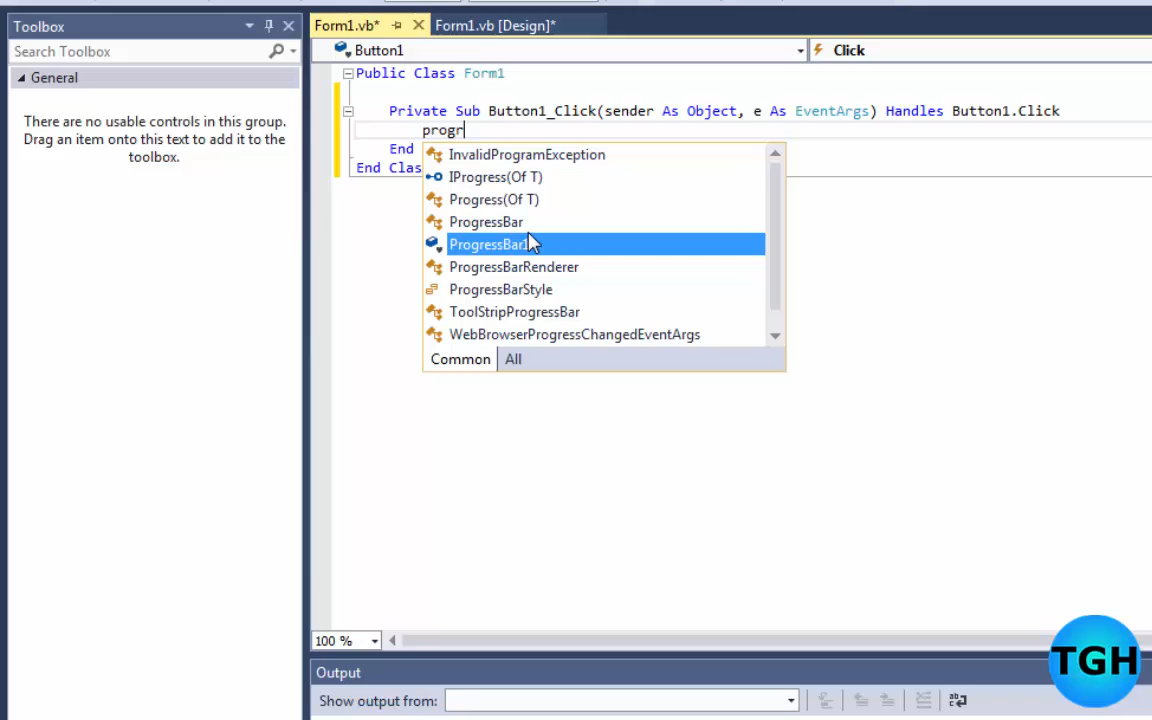 Toolbox
Form1.vb*
Form1.vb [Design]*
Search Toolbox
Button1
Click
General
There are no usable controls in this group.
Drag an item onto this text to add it to the
toolbox.
Public Class Form1
Private Sub Button1_Click(sender As Object, e As EventArgs) Handles Button1.Click
progr
End
End Clas
InvalidProgramException
IProgress(Of T)
Progress(Of T)
ProgressBar
ProgressBar1
ProgressBarRenderer
ProgressBarStyle
ToolStripProgressBar
WebBrowserProgressChangedEventArgs
Common
All
100 %
TGH
Output
Show output from: